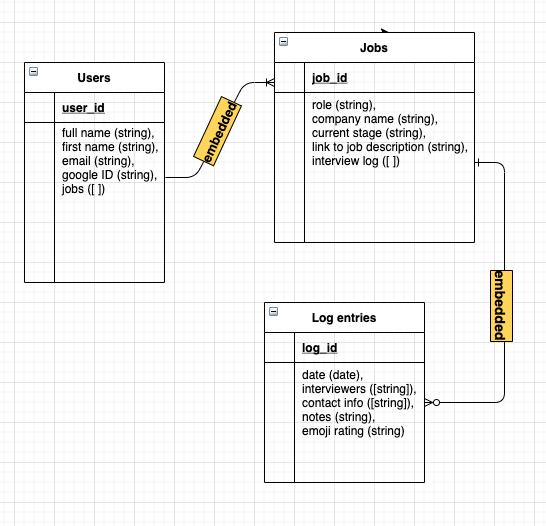 Users
user_id
full name (string),
first name (string),
email (string),
google ID (string),
jobs ([ ])
embedded
Jobs
job_id
role (string),
company name (string),
current stage (string),
link to job description (string),
interview log ([ ])
embedded
Log entries
log_id
date (date),
interviewers ([string]),
contact info ([string]),
notes (string),
emoji rating (string)